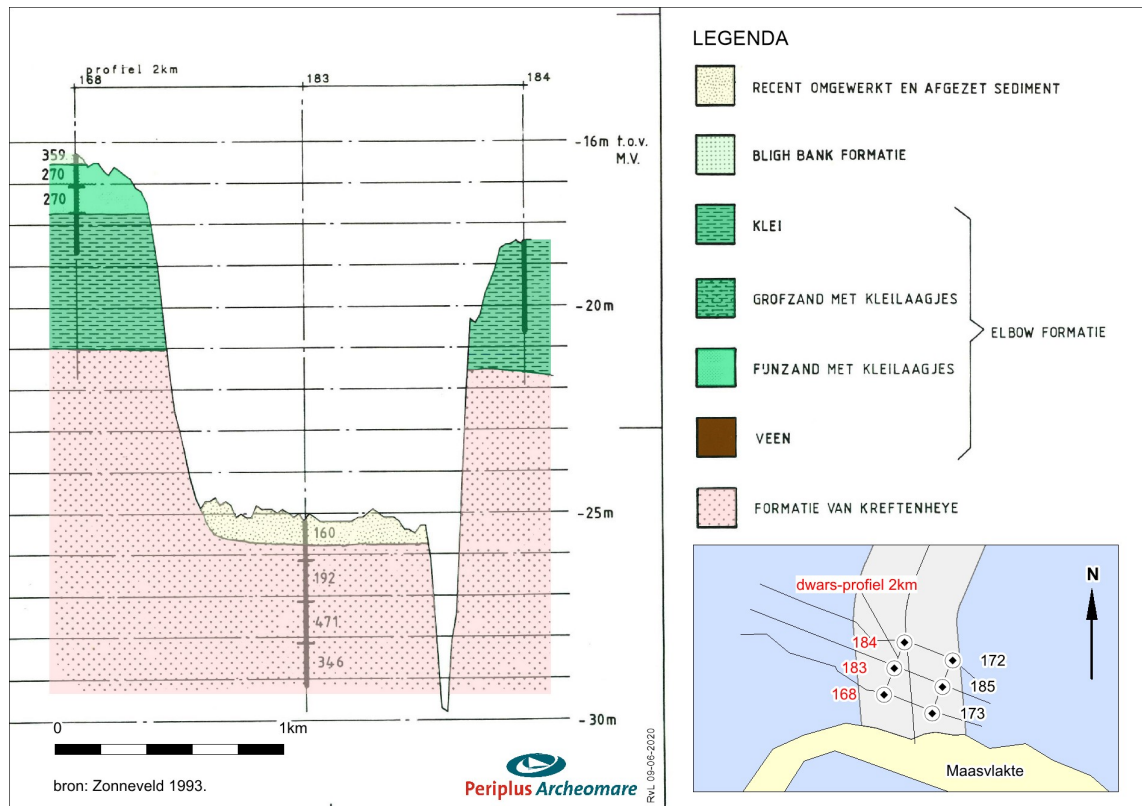 profiel 2km
168
183
184
359
270
270
-16m t.o.v.
M.V.
-20m
-25m
160
192
471
346
-30m
0
1km
bron: Zonneveld 1993.
Periplus Archeomare
RvL 09-06-2020
LEGENDA
RECENT OMGEWERKT EN AFGEZET SEDIMENT
BLIGH BANK FORMATIE
KLEI
GROFZAND MET KLEILAAGJES
ELBOW FORMATIE
FIJNZAND MET KLEILAAGJES
VEEN
FORMATIE VAN KREFTENHEYE
dwars-profiel 2km
N
184
172
183
185
168
173
Maasvlakte